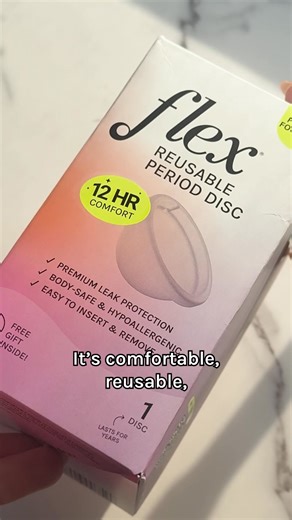 flex®
REUSABLE
PERIOD DISC
12 HR
COMFORT
✓ PREMIUM LEAK PROTECTION
✓ BODY-SAFE & HYPOALLERGENIC
✓ EASY TO INSERT & REMOVE
FREE
GIFT
INSIDE!
It's comfortable,
reusable,
1
DISC
LASTS FOR
YEARS